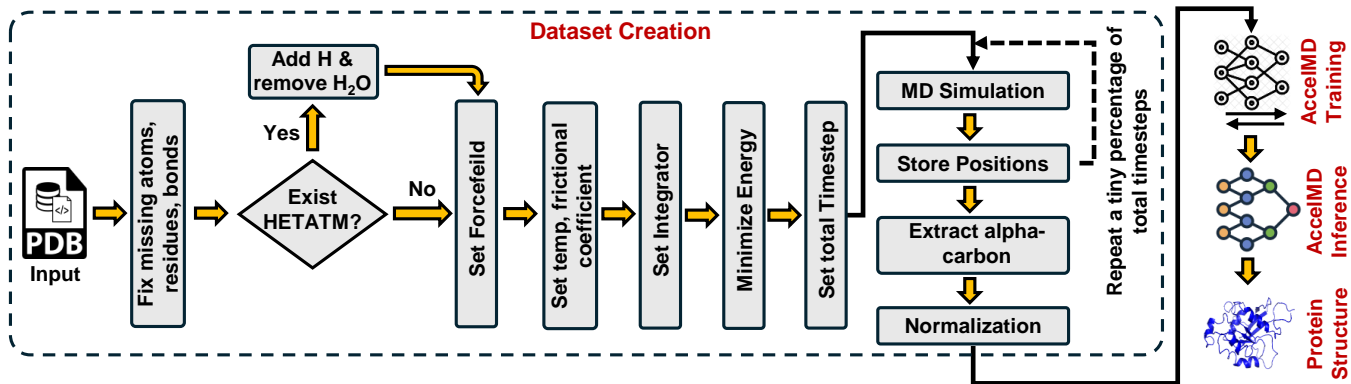 Dataset Creation
PDB
Input
Fix missing atoms,
residues, bonds
Exist
HETATM?
Yes
Add H &
remove H₂O
No
Set Forcefeild
Set temp, frictional
coefficient
Set Integrator
Minimize Energy
Set total Timestep
MD Simulation
Store Positions
Extract alpha-
carbon
Normalization
Repeat a tiny percentage of
total timesteps
AccelMD
Training
AccelMD
Inference
Protein
Structure